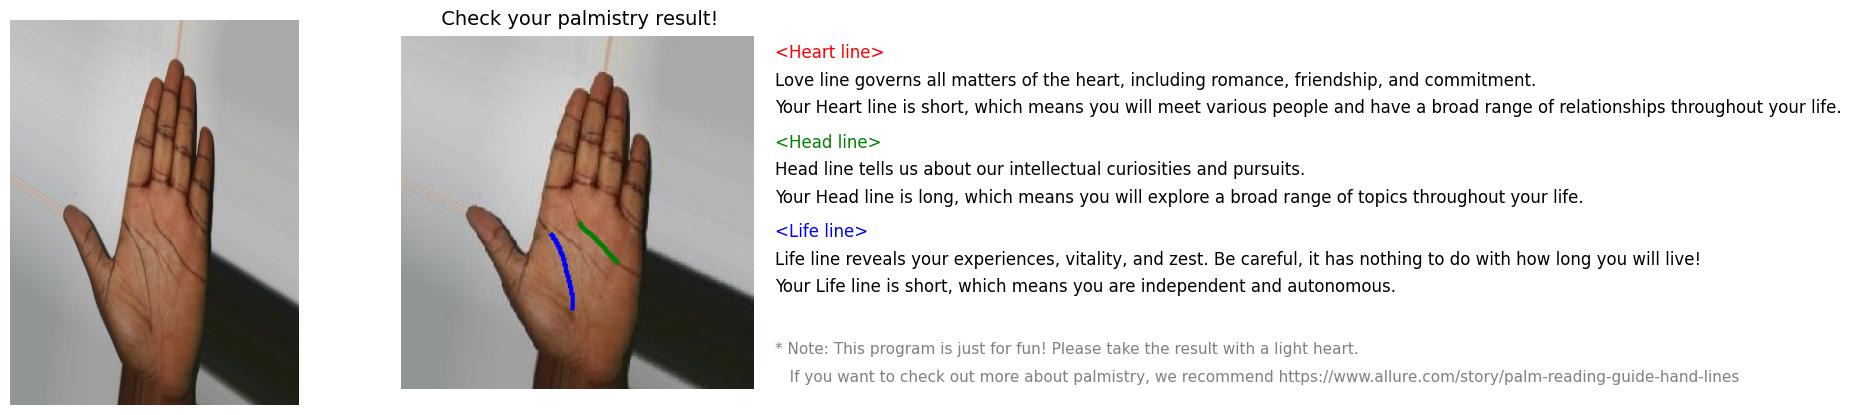 Check your palmistry result!
<Heart line>
Love line governs all matters of the heart, including romance, friendship, and commitment.
Your Heart line is short, which means you will meet various people and have a broad range of relationships throughout your life.
<Head line>
Head line tells us about our intellectual curiosities and pursuits.
Your Head line is long, which means you will explore a broad range of topics throughout your life.
<Life line>
Life line reveals your experiences, vitality, and zest. Be careful, it has nothing to do with how long you will live!
Your Life line is short, which means you are independent and autonomous.
* Note: This program is just for fun! Please take the result with a light heart.
If you want to check out more about palmistry, we recommend https://www.allure.com/story/palm-reading-guide-hand-lines